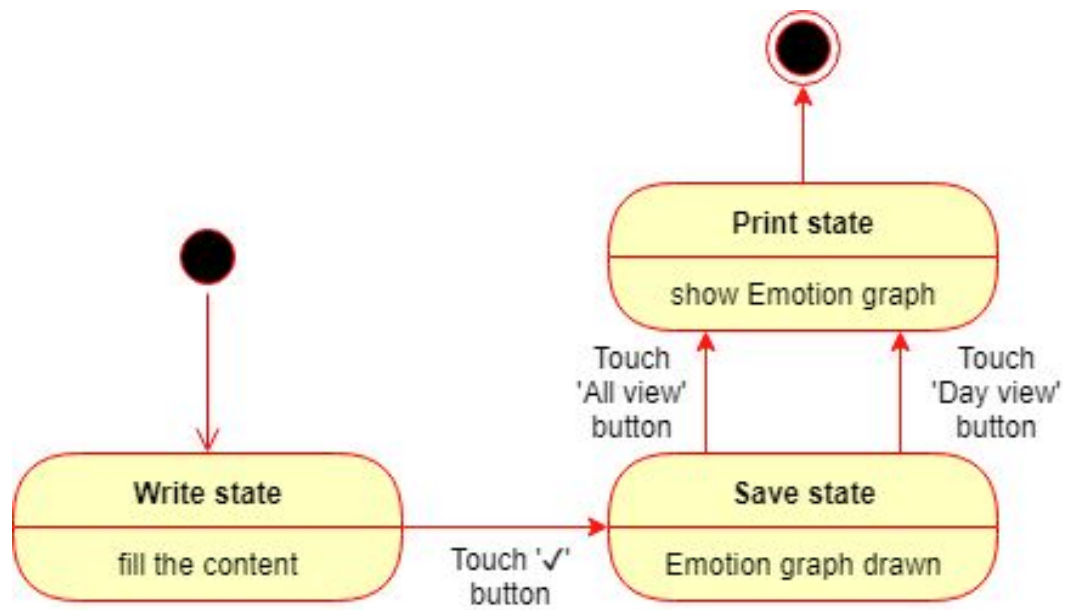 Print state
show Emotion graph
Touch
'All view'
button
Touch
'Day view'
button
Write state
fill the content
Touch '✓'
button
Save state
Emotion graph drawn